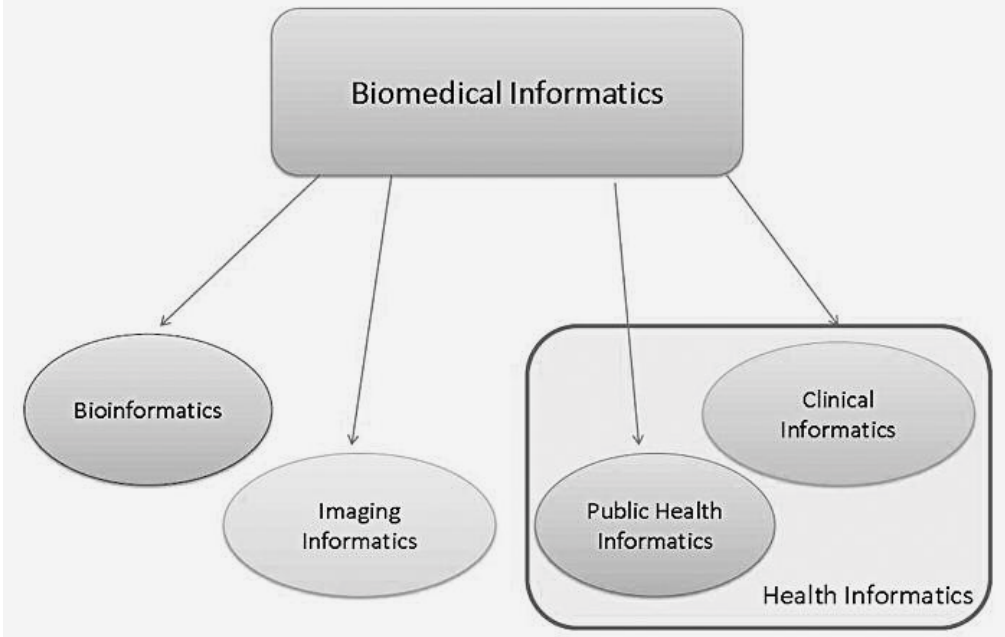 Biomedical Informatics
Bioinformatics
Imaging
Informatics
Public Health
Informatics
Clinical
Informatics
Health Informatics